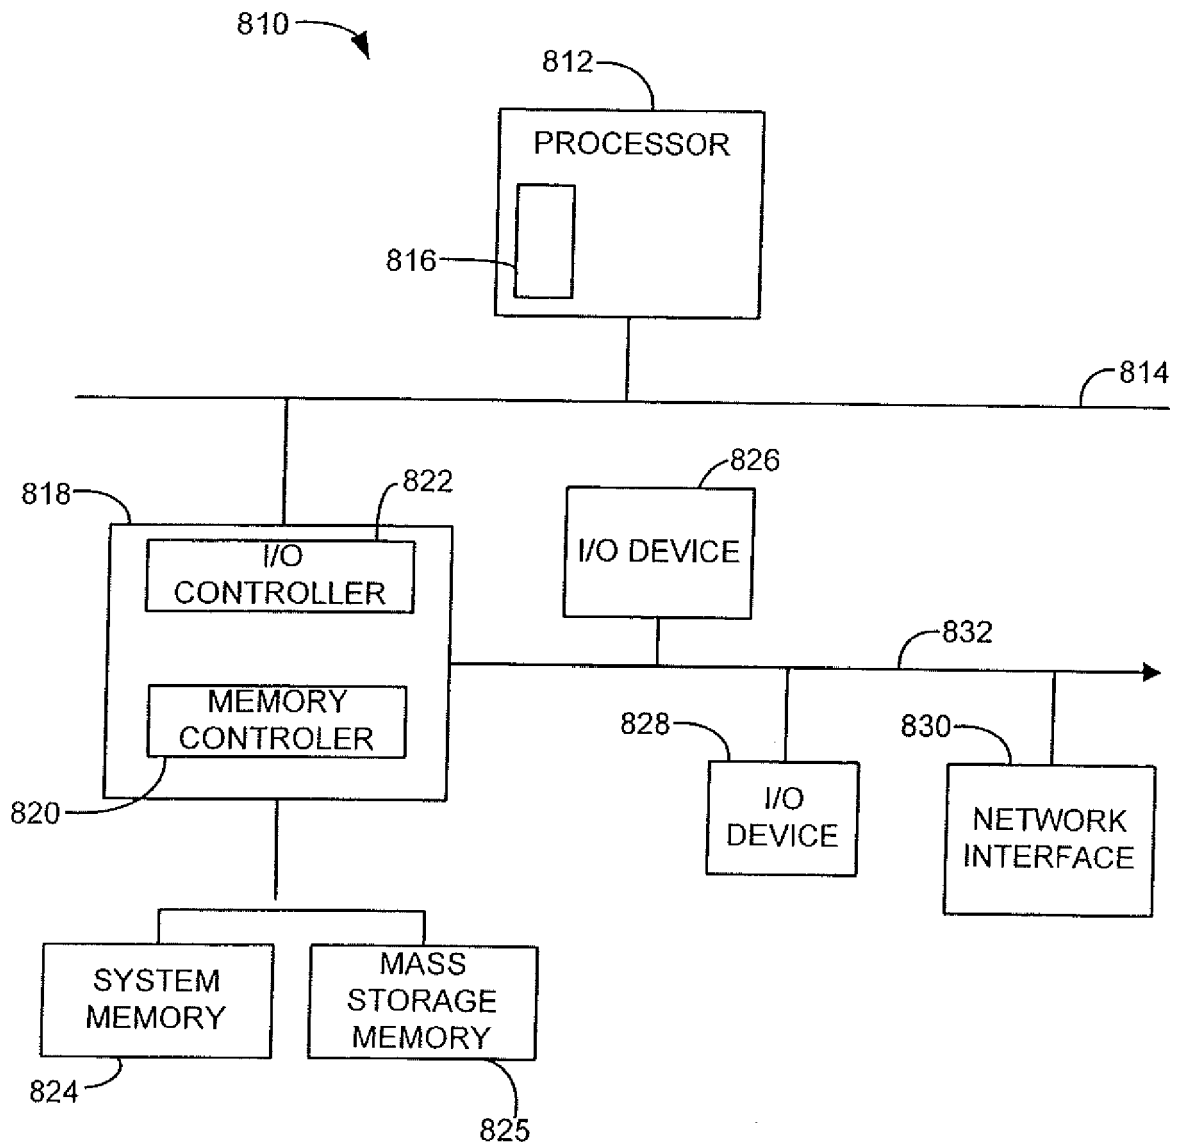 810
812
PROCESSOR
816
814
826
822
818
I/O DEVICE
I/O
CONTROLLER
832
MEMORY
CONTROLER
828
830
820
I/O
DEVICE
NETWORK
INTERFACE
SYSTEM
MEMORY
MASS
STORAGE
MEMORY
824
825